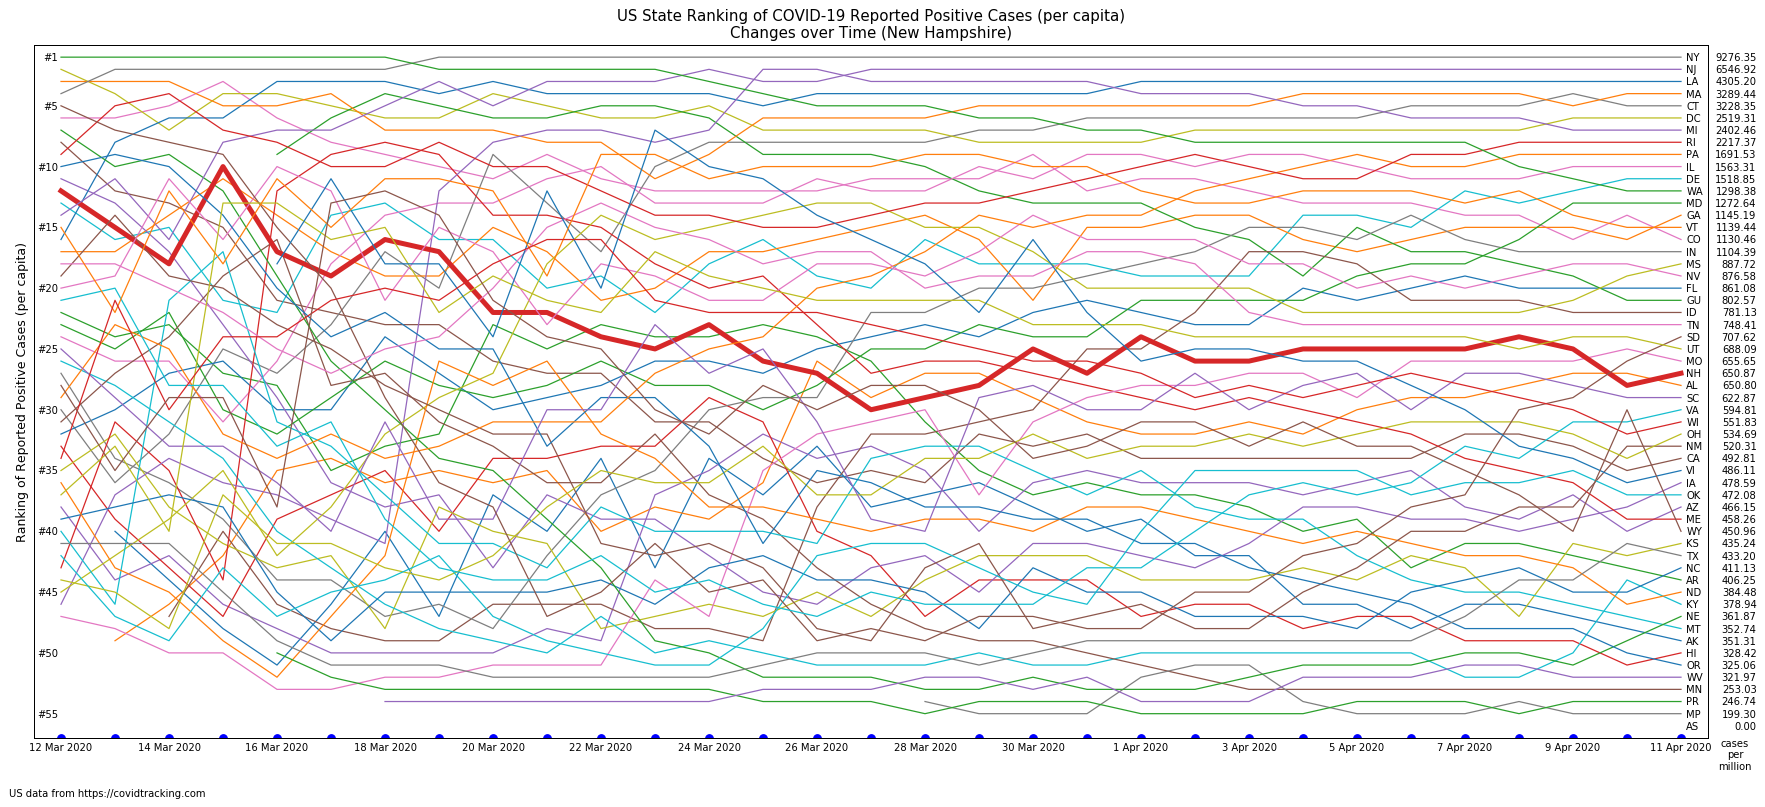 US State Ranking of COVID-19 Reported Positive Cases (per capita)
Changes over Time (New Hampshire)
Ranking of Reported Positive Cases (per capita)
#1
#5
#10
#15
#20
#25
#30
#35
#40
#45
#50
#55
NY 9276.35
NJ 6546.92
LA 4305.20
MA 3289.44
CT 3228.35
DC 2519.31
MI 2402.46
RI 2217.37
PA 1691.53
IL 1563.31
DE 1518.85
WA 1298.38
MD 1272.64
GA 1145.19
VT 1139.44
CO 1130.46
IN 1104.39
MS 887.72
NV 876.58
FL 861.08
GU 802.57
ID 781.13
TN 748.41
SD 707.62
UT 688.09
MO 655.65
NH 650.87
AL 650.80
SC 622.87
VA 594.81
WI 551.83
OH 534.69
NM 520.31
CA 492.81
VI 486.11
IA 478.59
OK 472.08
AZ 466.15
ME 458.26
WY 450.96
KS 435.24
TX 433.20
NC 411.13
AR 406.25
ND 384.48
KY 378.94
NE 361.87
MT 352.74
AK 351.31
HI 328.42
OR 325.06
WV 321.97
MN 253.03
PR 246.74
MP 199.30
AS 0.00
12 Mar 2020 14 Mar 2020 16 Mar 2020 18 Mar 2020 20 Mar 2020 22 Mar 2020 24 Mar 2020 26 Mar 2020 28 Mar 2020 30 Mar 2020 1 Apr 2020 3 Apr 2020 5 Apr 2020 7 Apr 2020 9 Apr 2020 11 Apr 2020
cases
per
million
US data from https://covidtracking.com